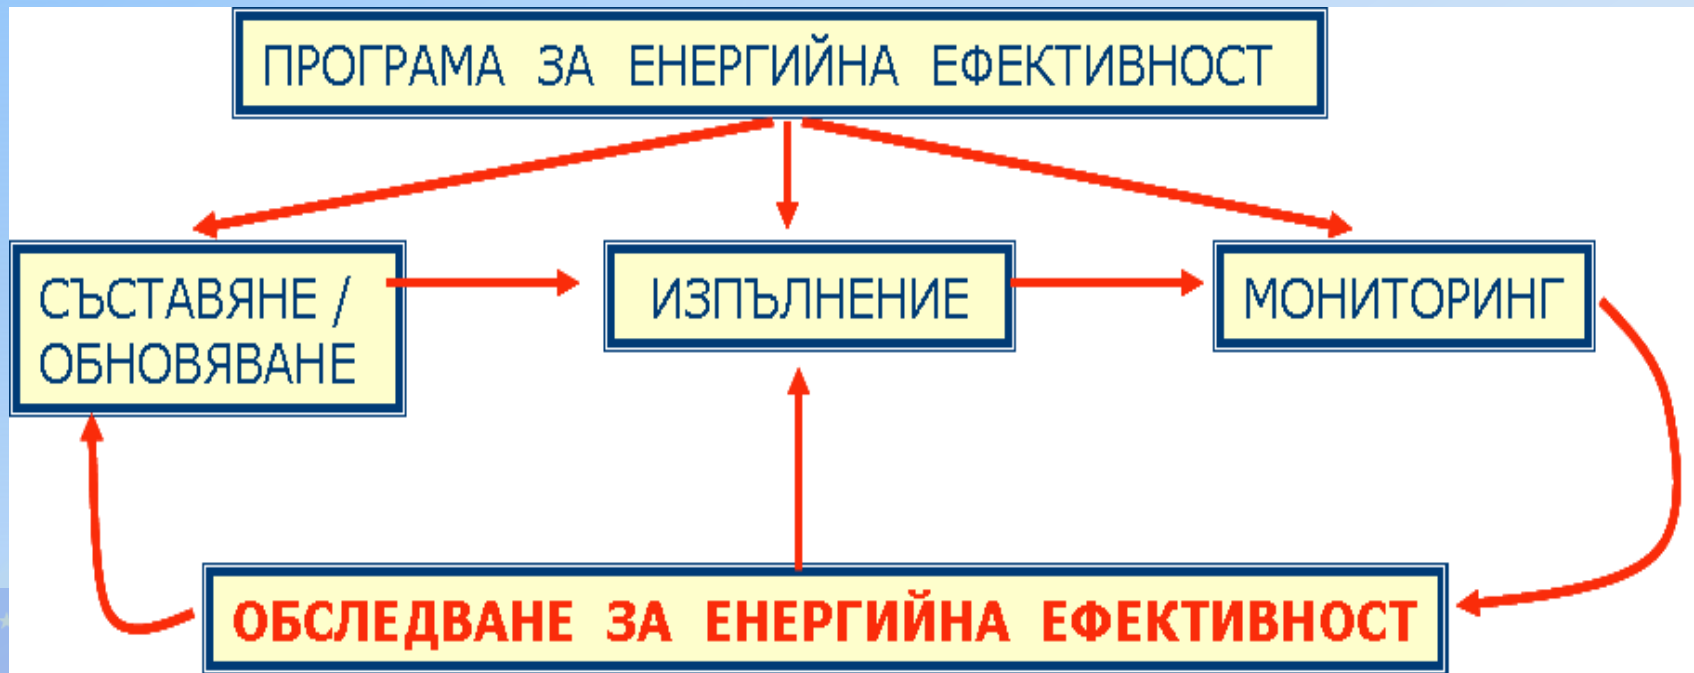 ПРОГРАМА ЗА ЕНЕРГИЙНА ЕФЕКТИВНОСТ
СЪСТАВЯНЕ /
ОБНОВЯВАНЕ
ИЗПЪЛНЕНИЕ
МОНИТОРИНГ
ОБСЛЕДВАНЕ ЗА ЕНЕРГИЙНА ЕФЕКТИВНОСТ